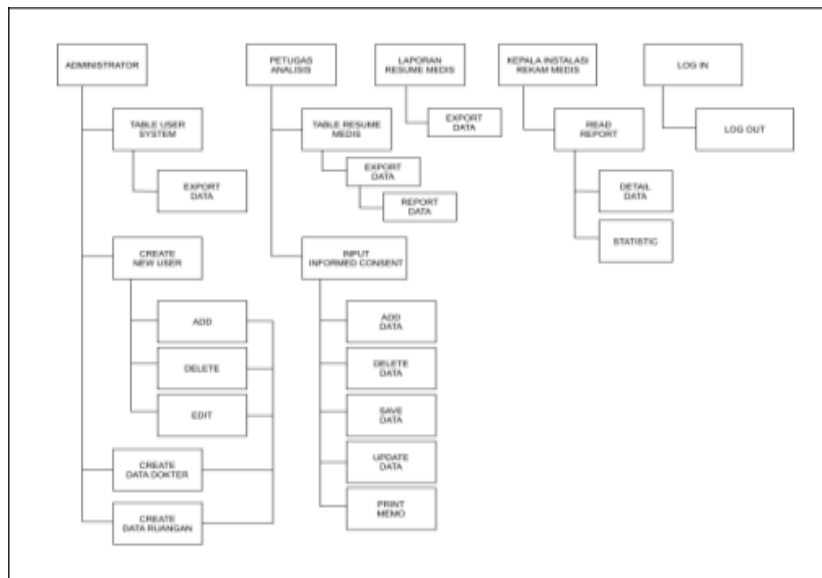 ADMINISTRATOR
TABLE USER
SYSTEM
EXPORT
DATA
CREATE
NEW USER
ADD
DELETE
EDIT
CREATE
DATA DOKTER
CREATE
DATA RUANGAN
PETUGAS
ANALISIS
TABLE RESUME
MEDIS
EXPORT
DATA
REPORT
DATA
INPUT
INFORMED CONSENT
ADD
DATA
DELETE
DATA
SAVE
DATA
UPDATE
DATA
PRINT
MEMO
LAPORAN
RESUME MEDIS
EXPORT
DATA
KEPALA INSTALASI
REKAM MEDIS
READ
REPORT
DETAIL
DATA
STATISTIC
LOG IN
LOG OUT